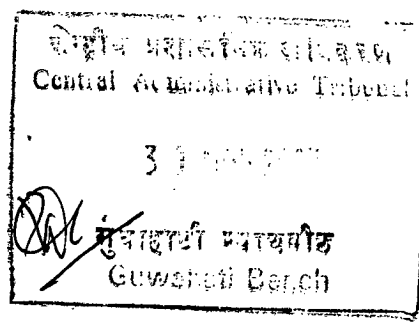 केन्द्रीय प्रशासनिक अधिकरण
Central Administrative Tribunal
गुवाहाटी न्यायपीठ
Guwahati Bench